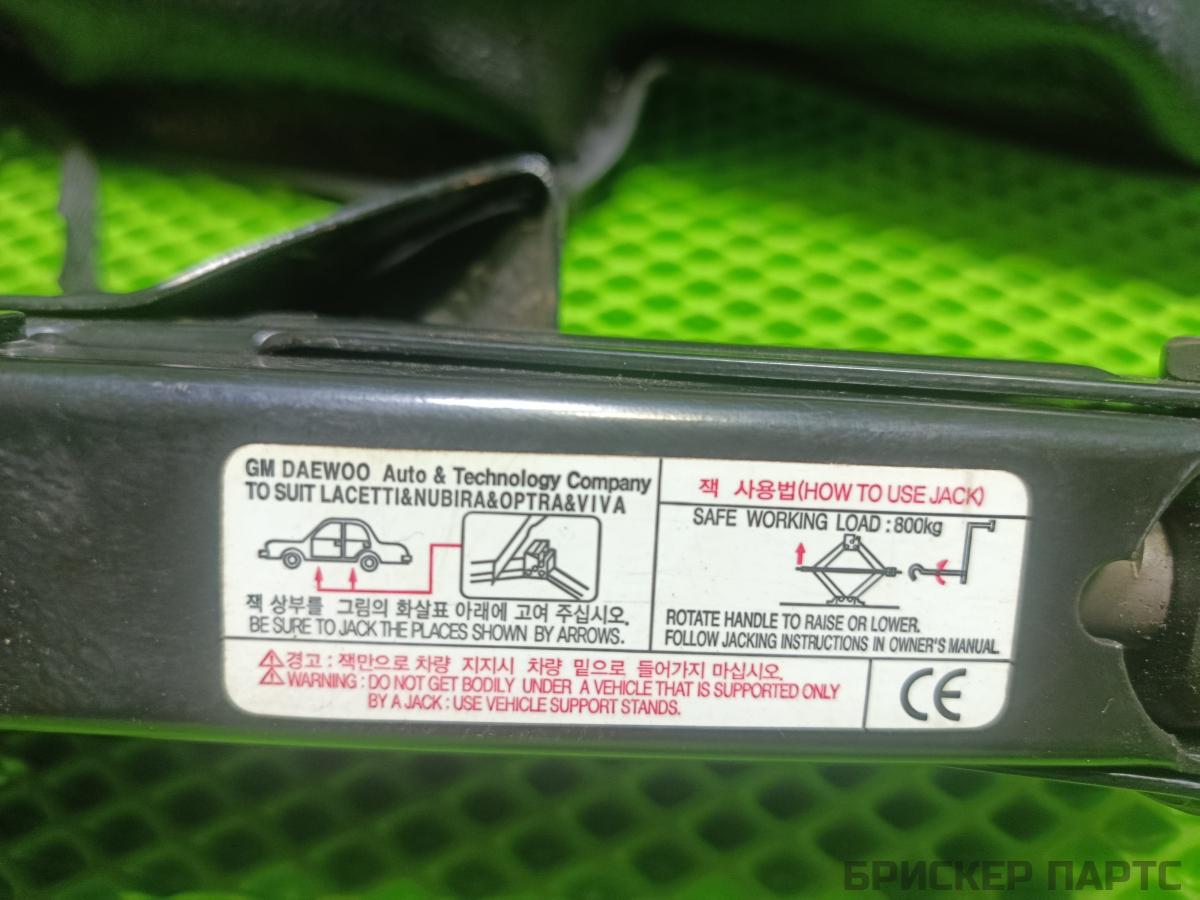 GM DAEWOO Auto & Technology Company
TO SUIT LACETTI&NUBIRA&OPTRA&VIVA
잭 상부를 그림의 화살표 아래에 고여 주십시오.
BE SURE TO JACK THE PLACES SHOWN BY ARROWS.
잭 사용법(HOW TO USE JACK)
SAFE WORKING LOAD : 800kg
ROTATE HANDLE TO RAISE OR LOWER.
FOLLOW JACKING INSTRUCTIONS IN OWNER'S MANUAL
경고 : 잭만으로 차량 지지시 차량 밑으로 들어가지 마십시오.
WARNING : DO NOT GET BODILY UNDER A VEHICLE THAT IS SUPPORTED ONLY
BY A JACK : USE VEHICLE SUPPORT STANDS.
CE
БРИСКЕР ПАРТС